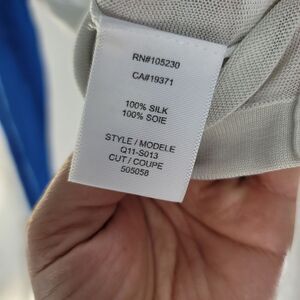 RN#105230
CA#19371
100% SILK
100% SOIE
STYLE / MODELE
Q11-S013
CUT / COUPE
505058